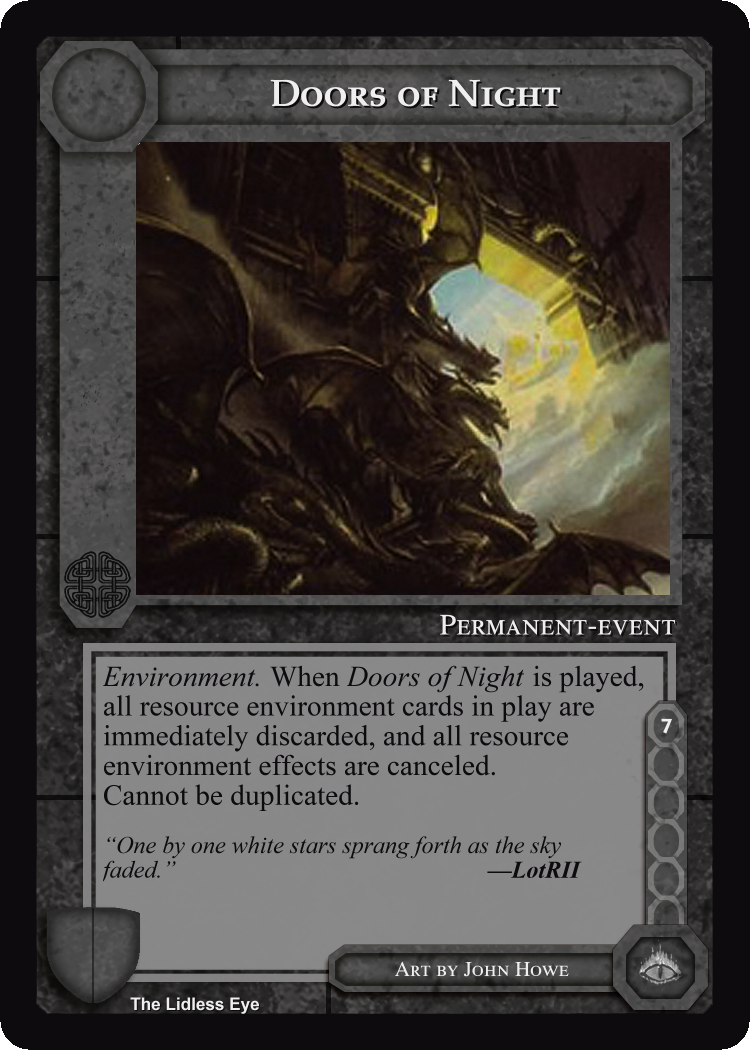 Doors of Night
Permanent-event
Environment. When Doors of Night is played,
all resource environment cards in play are
immediately discarded, and all resource
environment effects are canceled.
Cannot be duplicated.
7
“One by one white stars sprang forth as the sky
faded.” —LotRII
Art by John Howe
The Lidless Eye